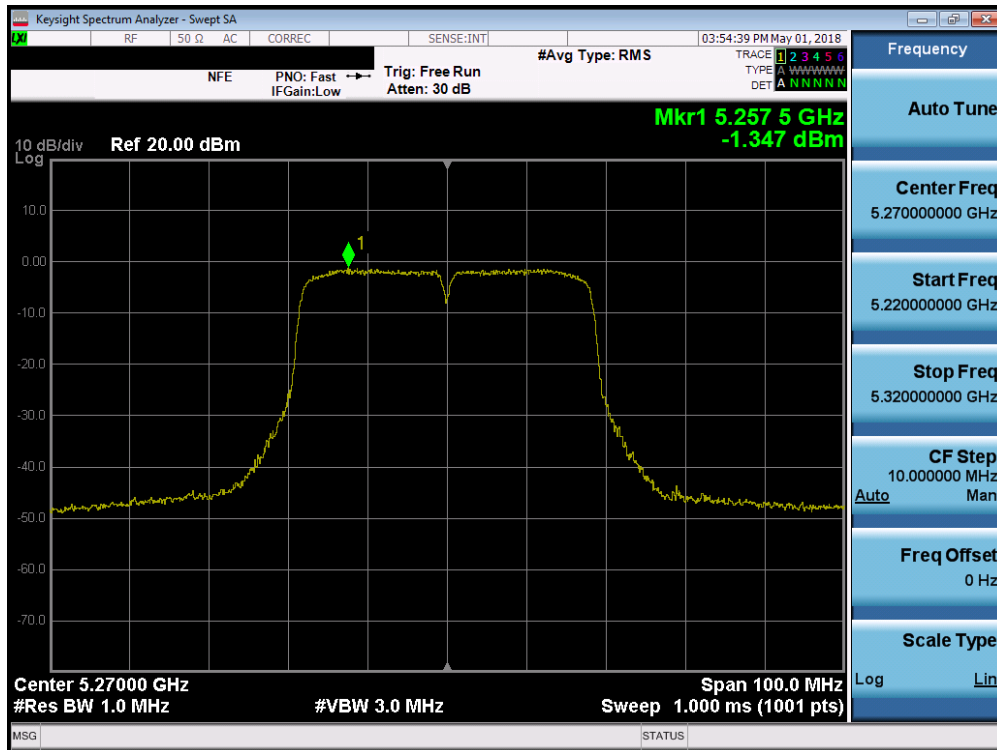 Keysight Spectrum Analyzer - Swept SA
LXI RF 50 Ω AC CORREC SENSE:INT 03:54:39 PM May 01, 2018
#Avg Type: RMS
TRACE 1 2 3 4 5 6
TYPE A WWWWWW
DET A N N N N N
NFE
PNO: Fast
IFGain:Low
Trig: Free Run
Atten: 30 dB
Mkr1 5.257 5 GHz
-1.347 dBm
10 dB/div
Log
Ref 20.00 dBm
10.0
0.00
-10.0
-20.0
-30.0
-40.0
-50.0
-60.0
-70.0
1
Center 5.27000 GHz
Span 100.0 MHz
#Res BW 1.0 MHz
#VBW 3.0 MHz
Sweep 1.000 ms (1001 pts)
MSG
STATUS
Frequency
Auto Tune
Center Freq
5.270000000 GHz
Start Freq
5.220000000 GHz
Stop Freq
5.320000000 GHz
CF Step
10.000000 MHz
Auto Man
Freq Offset
0 Hz
Scale Type
Log Lin